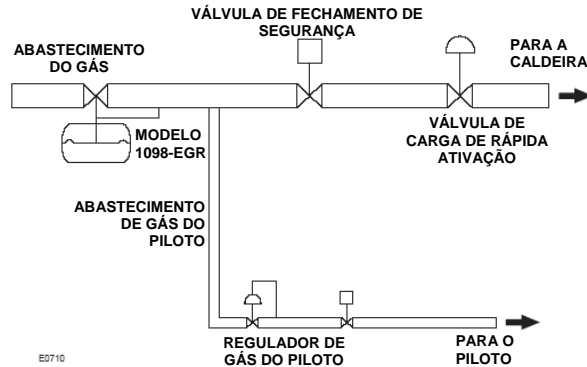 VÁLVULA DE FECHAMENTO DE
SEGURANÇA
ABASTECIMENTO
DO GÁS
PARA A
CALDEIRA
MODELO
1098-EGR
VÁLVULA DE
CARGA DE RÁPIDA
ATIVAÇÃO
ABASTECIMENTO
DE GÁS DO
PILOTO
REGULADOR DE
GÁS DO PILOTO
PARA O
PILOTO
E0710